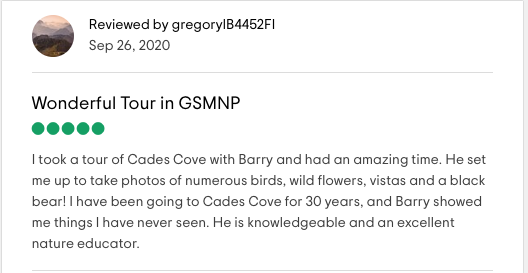 Reviewed by gregorylB4452Fl
Sep 26, 2020
Wonderful Tour in GSMNP
I took a tour of Cades Cove with Barry and had an amazing time. He set
me up to take photos of numerous birds, wild flowers, vistas and a black
bear! I have been going to Cades Cove for 30 years, and Barry showed
me things I have never seen. He is knowledgeable and an excellent
nature educator.